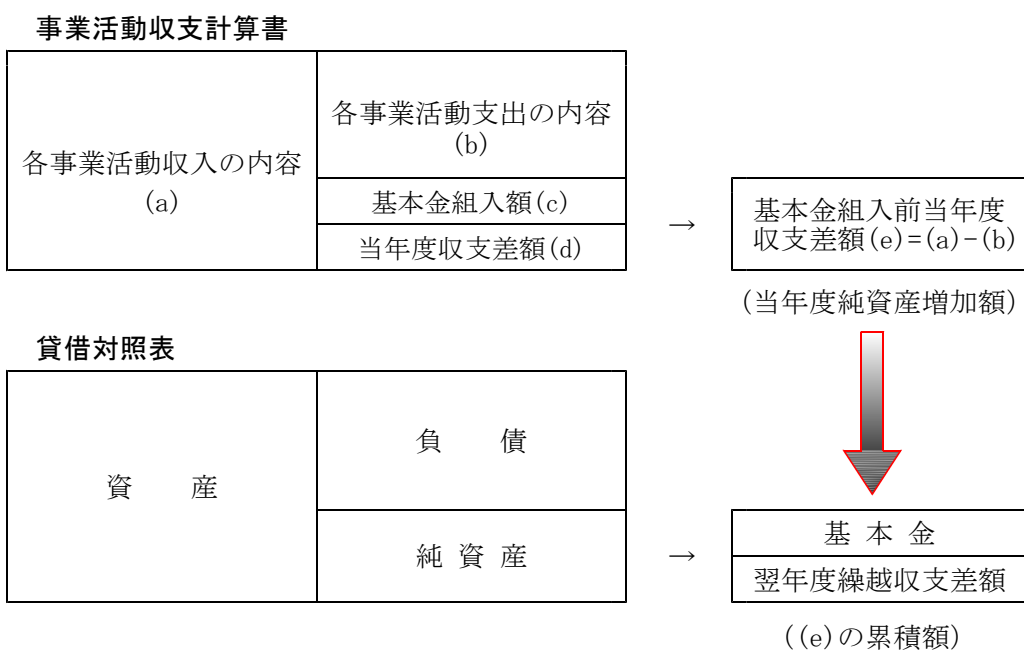 事業活動収支計算書
各事業活動収入の内容
(a)
各事業活動支出の内容
(b)
基本金組入額(c)
当年度収支差額(d)
→
基本金組入前当年度
収支差額(e)=(a)-(b)
(当年度純資産増加額)
貸借対照表
資　産
負　債
純 資 産
→
基 本 金
翌年度繰越収支差額
((e)の累積額)